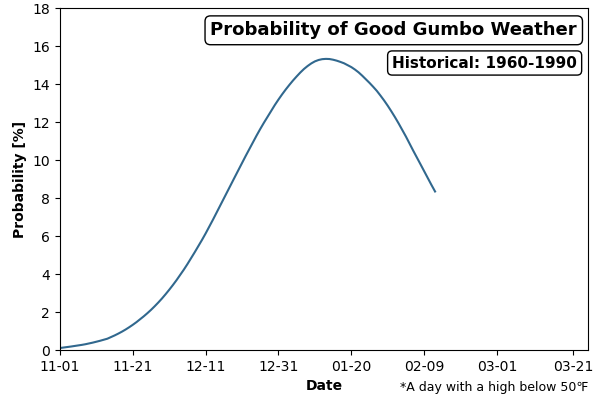 Probability of Good Gumbo Weather
Historical: 1960-1990
Probability [%]
18
16
14
12
10
8
6
4
2
0
11-01 11-21 12-11 12-31 01-20 02-09 03-01 03-21
Date
*A day with a high below 50°F